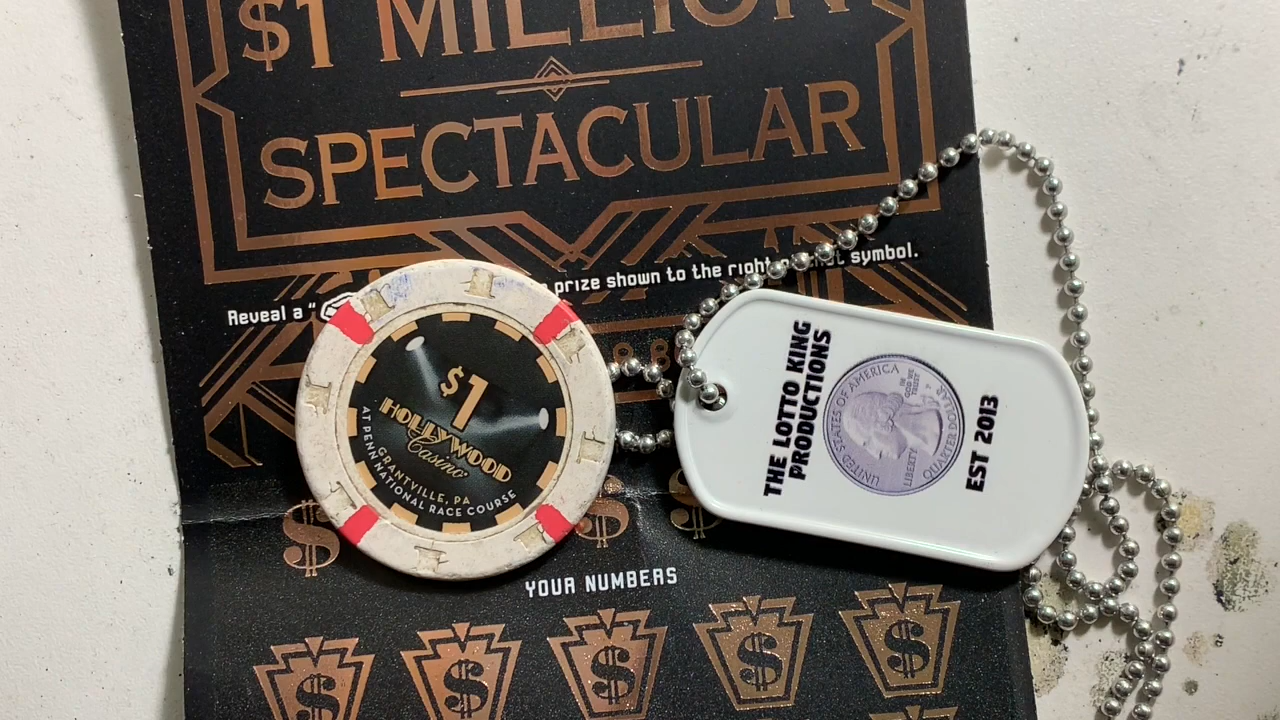 $1 MILLION
SPECTACULAR
Reveal a "
prize shown to the right
symbol.
$1
HOLLYWOOD
Casino
GRANTVILLE, PA
AT PENN NATIONAL RACE COURSE
THE LOTTO KING
PRODUCTIONS
UNITED STATES OF AMERICA
IN
GOD WE
TRUST
P
LIBERTY
QUARTER DOLLAR
EST 2013
$ $ $
YOUR NUMBERS
$ $ $ $ $